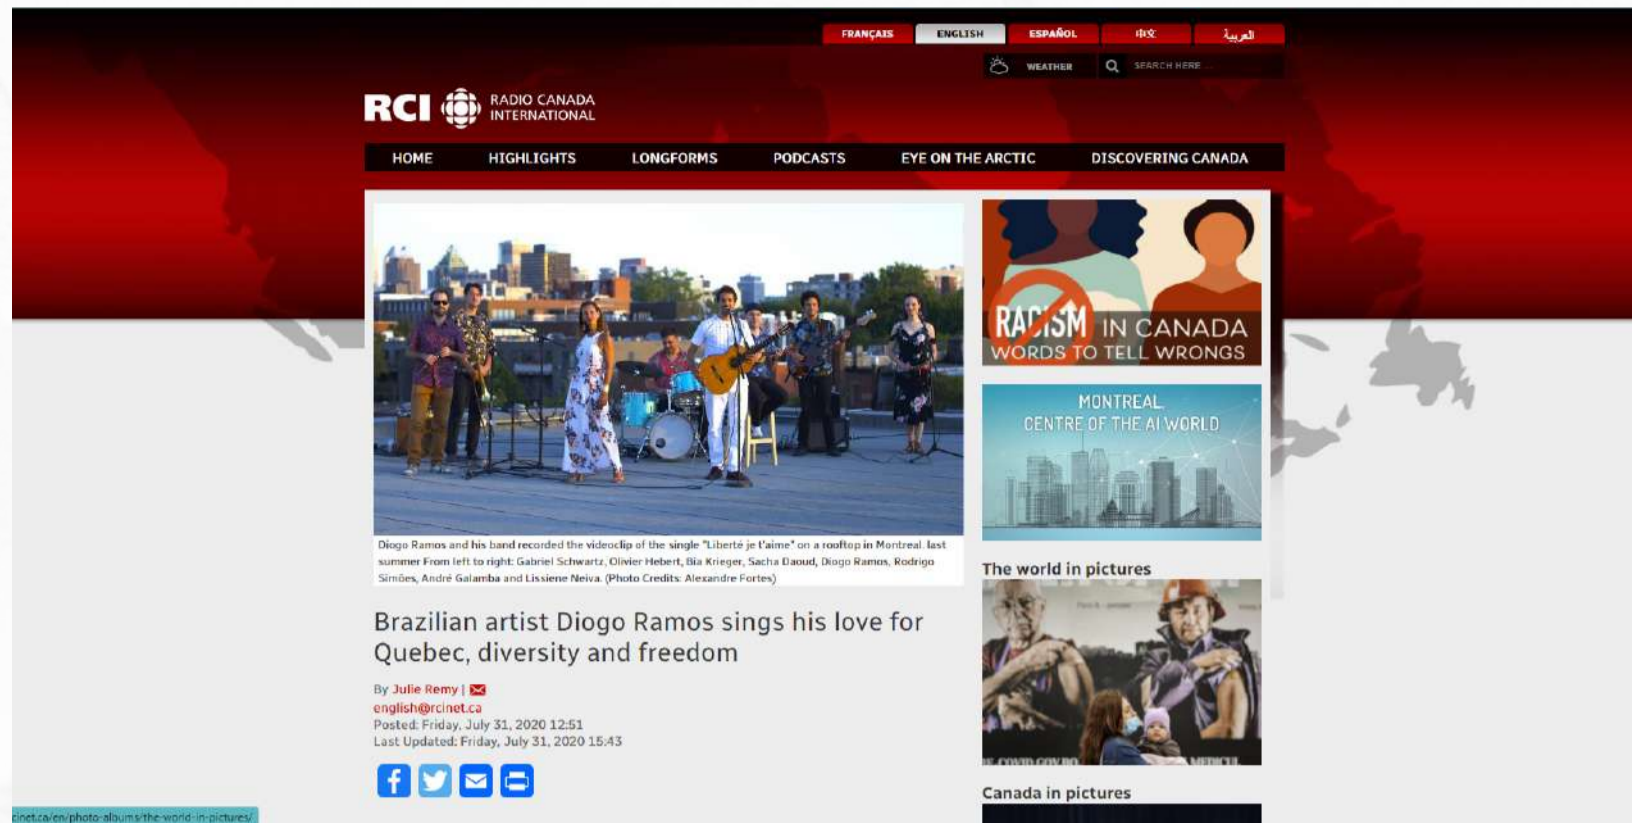 FRANÇAIS
ENGLISH
ESPAÑOL
中文
العربية
WEATHER
SEARCH HERE ...
RCI
RADIO CANADA
INTERNATIONAL
HOME
HIGHLIGHTS
LONGFORMS
PODCASTS
EYE ON THE ARCTIC
DISCOVERING CANADA
Diogo Ramos and his band recorded the videoclip of the single "Liberté je t'aime" on a rooftop in Montreal, last
summer From left to right: Gabriel Schwartz, Olivier Hebert, Bïa Krieger, Sacha Daoud, Diogo Ramos, Rodrigo
Simões, André Galamba and Lissiene Neiva. (Photo Credits: Alexandre Fortes)
Brazilian artist Diogo Ramos sings his love for
Quebec, diversity and freedom
By Julie Remy |
english@rcinet.ca
Posted: Friday, July 31, 2020 12:51
Last Updated: Friday, July 31, 2020 15:43
RACISM IN CANADA
WORDS TO TELL WRONGS
MONTREAL,
CENTRE OF THE AI WORLD
The world in pictures
Canada in pictures
cinet.ca/en/photo-albums/the-world-in-pictures/